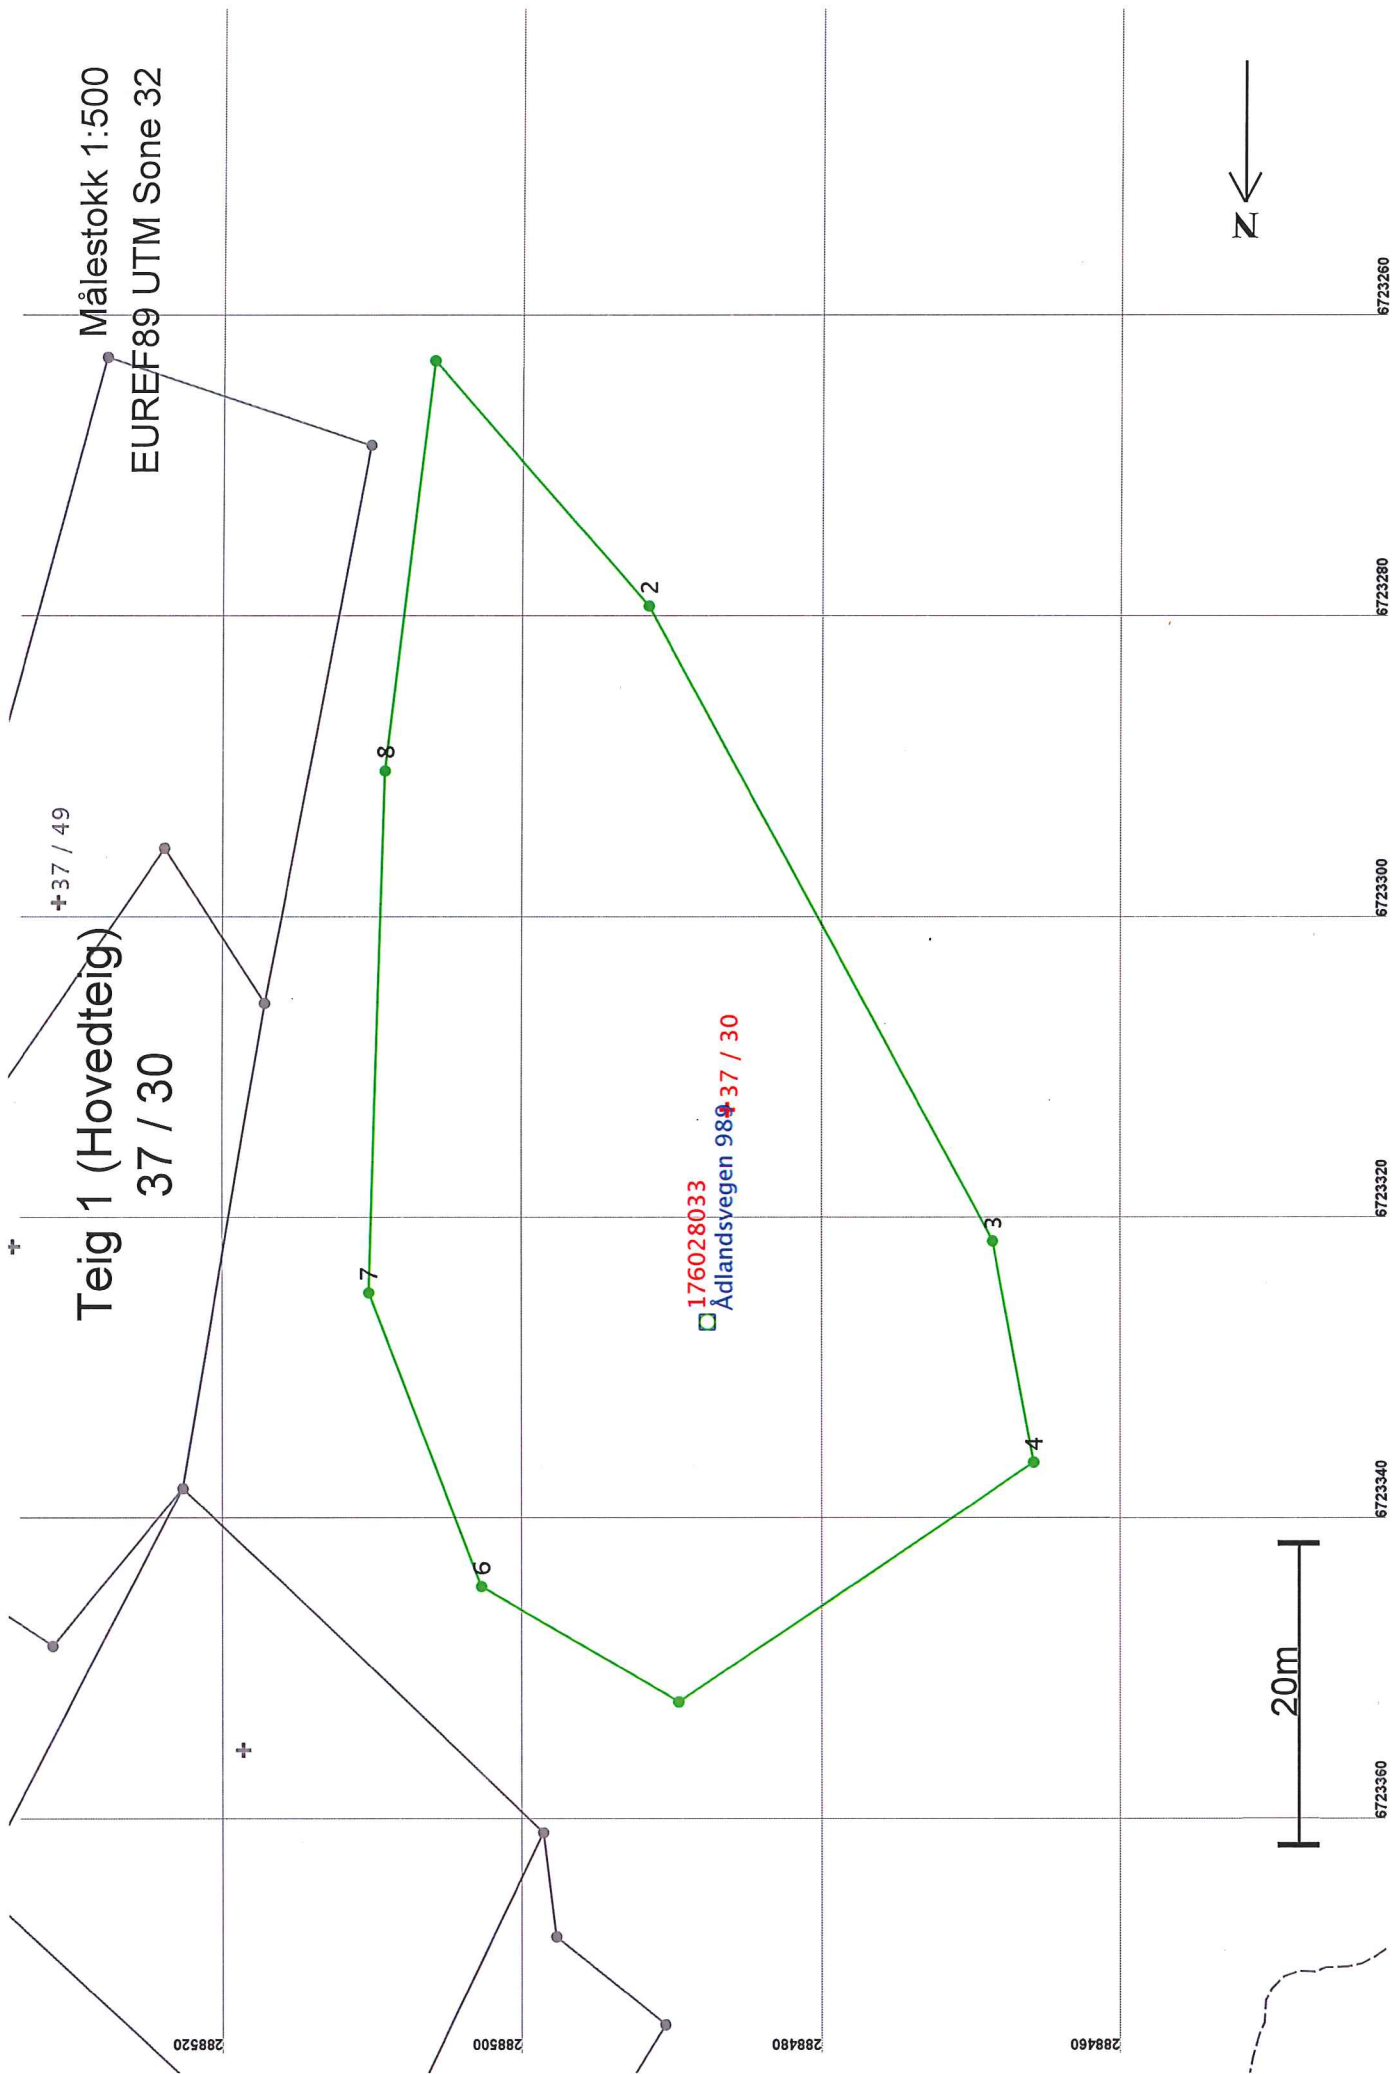 Målestokk 1:500
EUREF89 UTM Sone 32
Teig 1 (Hovedteig)
37 / 30
37 / 49
8
2
7
6
3
4
37 / 30
176028033
Ådlandsvegen 989
N
20m
6723260
6723280
6723300
6723320
6723340
6723360
288520
288500
288480
288460